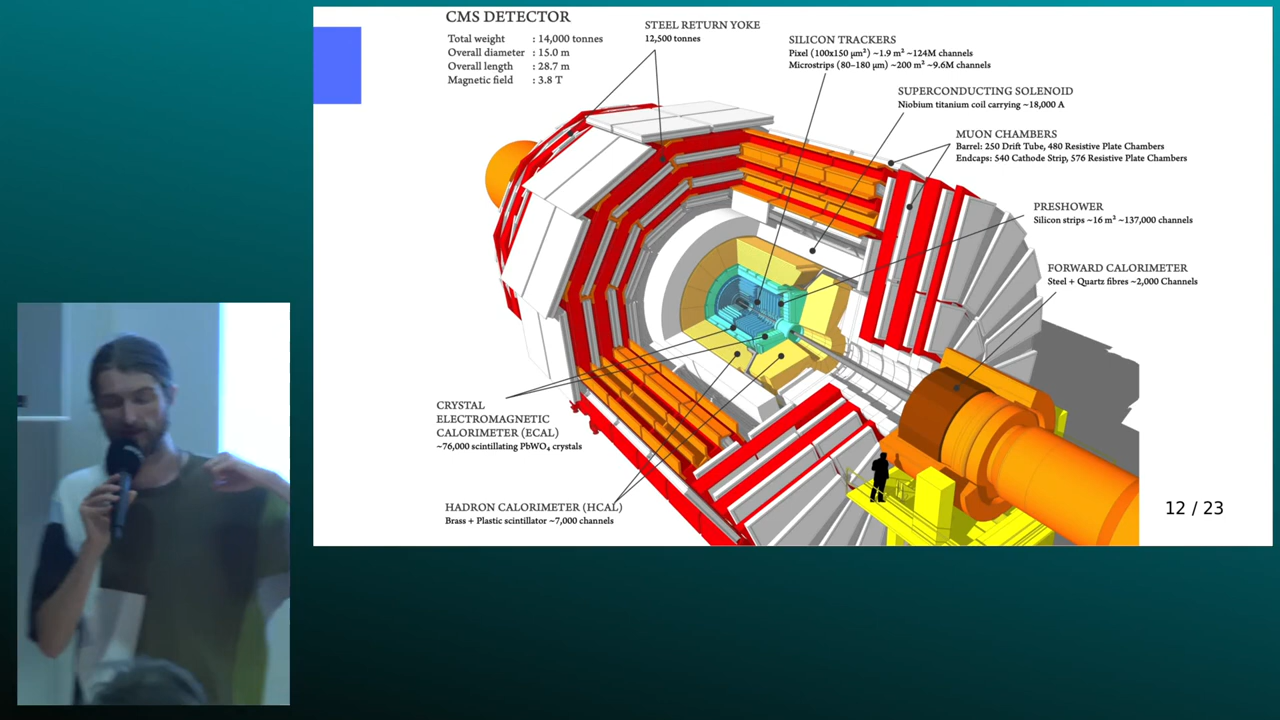 CMS DETECTOR
Total weight : 14,000 tonnes
Overall diameter : 15.0 m
Overall length : 28.7 m
Magnetic field : 3.8 T
STEEL RETURN YOKE
12,500 tonnes
SILICON TRACKERS
Pixel (100x150 μm²) ~1.9 m² ~124M channels
Microstrips (80–180 μm) ~200 m² ~9.6M channels
SUPERCONDUCTING SOLENOID
Niobium titanium coil carrying ~18,000 A
MUON CHAMBERS
Barrel: 250 Drift Tube, 480 Resistive Plate Chambers
Endcaps: 540 Cathode Strip, 576 Resistive Plate Chambers
PRESHOWER
Silicon strips ~16 m² ~137,000 channels
FORWARD CALORIMETER
Steel + Quartz fibres ~2,000 Channels
CRYSTAL
ELECTROMAGNETIC
CALORIMETER (ECAL)
~76,000 scintillating PbWO₄ crystals
HADRON CALORIMETER (HCAL)
Brass + Plastic scintillator ~7,000 channels
12 / 23